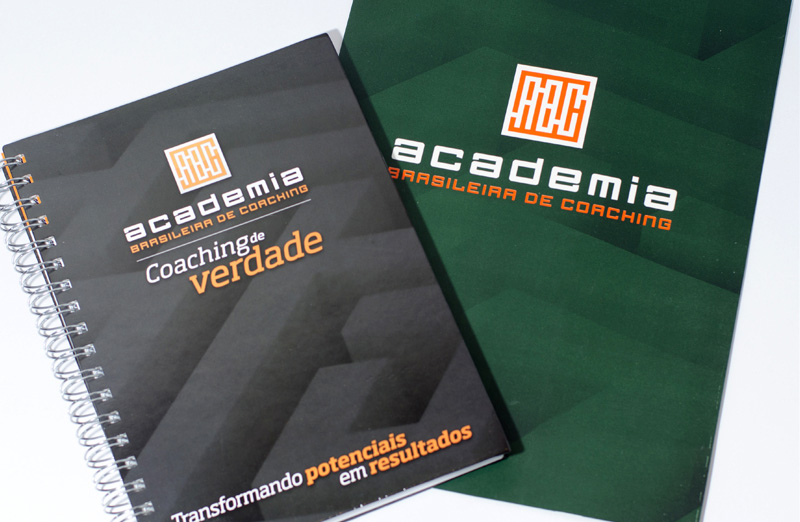 ABC
academia
BRASILEIRA DE COACHING
Coaching de
verdade
Transformando potenciais
em resultados
ABC
academia
BRASILEIRA DE COACHING